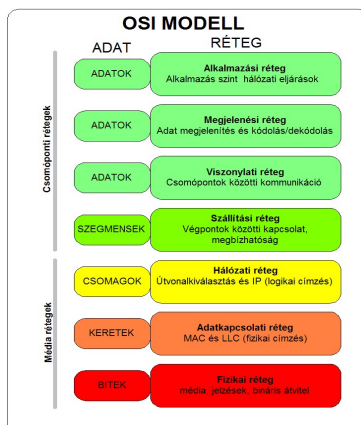 OSI MODELL
ADAT RÉTEG
Csomóponti rétegek
ADATOK
Alkalmazási réteg
Alkalmazás szint hálózati eljárások
ADATOK
Megjelenési réteg
Adat megjelenítés és kódolás/dekódolás
ADATOK
Viszonylati réteg
Csomópontok közötti kommunikáció
SZEGMENSEK
Szállítási réteg
Végpontok közötti kapcsolat,
megbízhatóság
Média rétegek
CSOMAGOK
Hálózati réteg
Útvonalkiválasztás és IP (logikai címzés)
KERETEK
Adatkapcsolati réteg
MAC és LLC (fizikai címzés)
BITEK
Fizikai réteg
média, jelzések, bináris átvitel